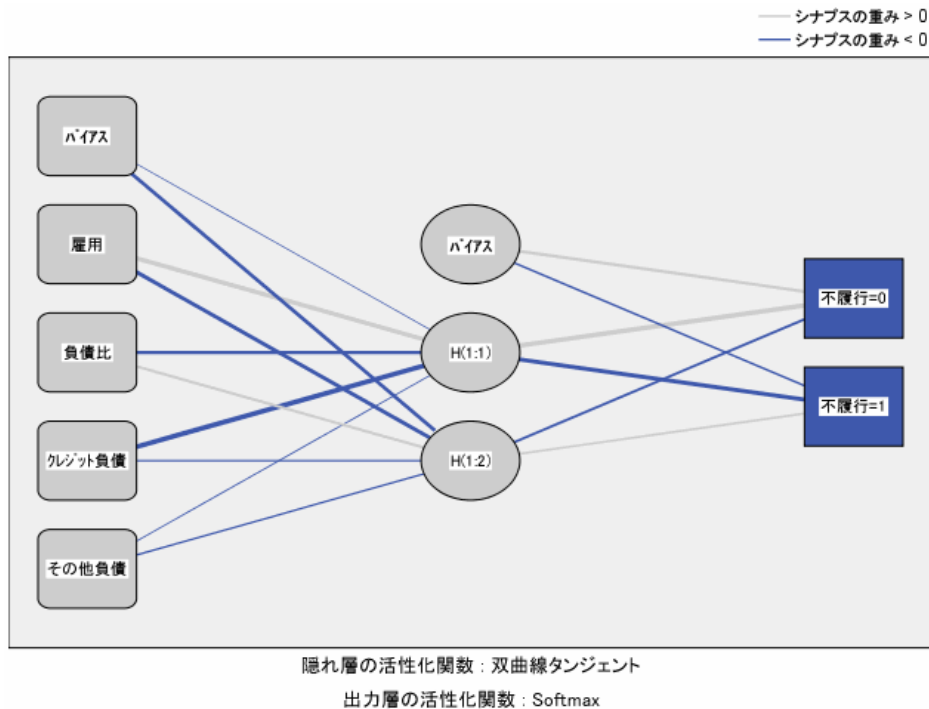 シナプスの重み > 0
シナプスの重み < 0
バイアス
雇用
負債比
クレジット負債
その他負債
バイアス
H(1:1)
H(1:2)
不履行=0
不履行=1
隠れ層の活性化関数 : 双曲線タンジェント
出力層の活性化関数 : Softmax